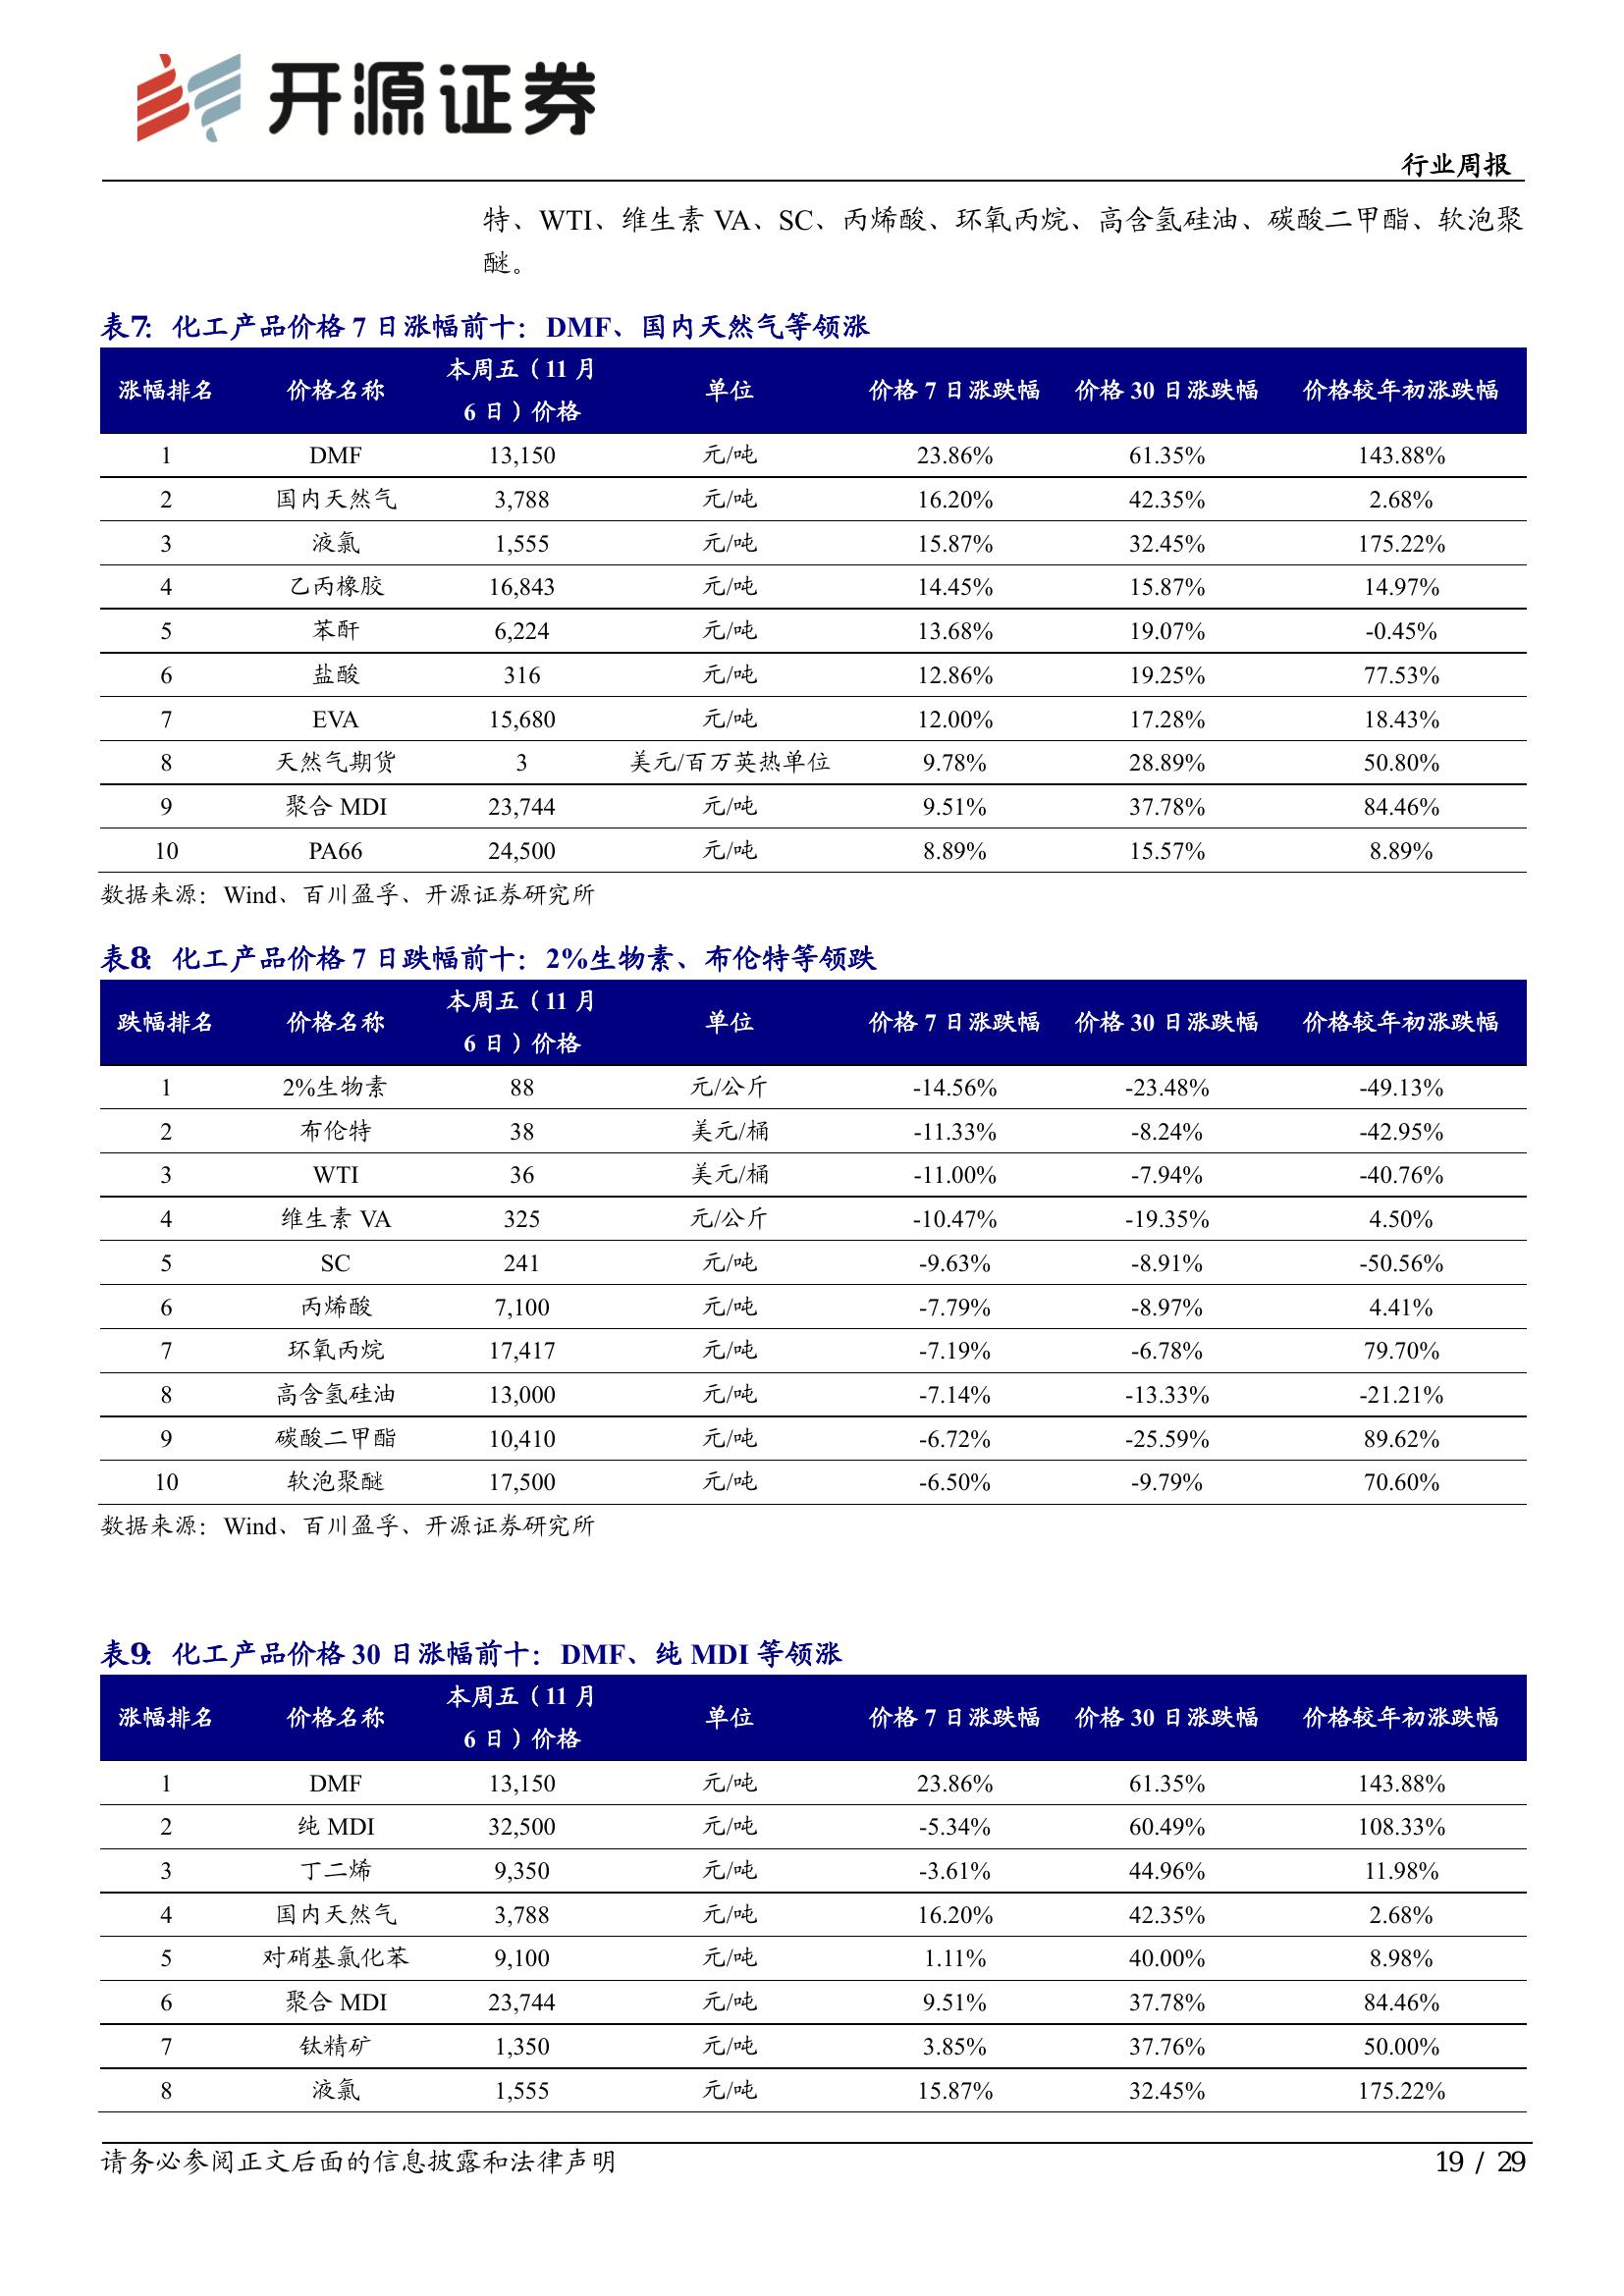 开源证券
行业周报
特、WTI、维生素 VA、SC、丙烯酸、环氧丙烷、高含氢硅油、碳酸二甲酯、软泡聚
醚。
表7： 化工产品价格 7 日涨幅前十：DMF、国内天然气等领涨
涨幅排名 价格名称 本周五（11 月 6 日）价格 单位 价格 7 日涨跌幅 价格 30 日涨跌幅 价格较年初涨跌幅
1 DMF 13,150 元/吨 23.86% 61.35% 143.88%
2 国内天然气 3,788 元/吨 16.20% 42.35% 2.68%
3 液氯 1,555 元/吨 15.87% 32.45% 175.22%
4 乙丙橡胶 16,843 元/吨 14.45% 15.87% 14.97%
5 苯酐 6,224 元/吨 13.68% 19.07% -0.45%
6 盐酸 316 元/吨 12.86% 19.25% 77.53%
7 EVA 15,680 元/吨 12.00% 17.28% 18.43%
8 天然气期货 3 美元/百万英热单位 9.78% 28.89% 50.80%
9 聚合 MDI 23,744 元/吨 9.51% 37.78% 84.46%
10 PA66 24,500 元/吨 8.89% 15.57% 8.89%
数据来源：Wind、百川盈孚、开源证券研究所
表8： 化工产品价格 7 日跌幅前十：2%生物素、布伦特等领跌
跌幅排名 价格名称 本周五（11 月 6 日）价格 单位 价格 7 日涨跌幅 价格 30 日涨跌幅 价格较年初涨跌幅
1 2%生物素 88 元/公斤 -14.56% -23.48% -49.13%
2 布伦特 38 美元/桶 -11.33% -8.24% -42.95%
3 WTI 36 美元/桶 -11.00% -7.94% -40.76%
4 维生素 VA 325 元/公斤 -10.47% -19.35% 4.50%
5 SC 241 元/吨 -9.63% -8.91% -50.56%
6 丙烯酸 7,100 元/吨 -7.79% -8.97% 4.41%
7 环氧丙烷 17,417 元/吨 -7.19% -6.78% 79.70%
8 高含氢硅油 13,000 元/吨 -7.14% -13.33% -21.21%
9 碳酸二甲酯 10,410 元/吨 -6.72% -25.59% 89.62%
10 软泡聚醚 17,500 元/吨 -6.50% -9.79% 70.60%
数据来源：Wind、百川盈孚、开源证券研究所
表9： 化工产品价格 30 日涨幅前十：DMF、纯 MDI 等领涨
涨幅排名 价格名称 本周五（11 月 6 日）价格 单位 价格 7 日涨跌幅 价格 30 日涨跌幅 价格较年初涨跌幅
1 DMF 13,150 元/吨 23.86% 61.35% 143.88%
2 纯 MDI 32,500 元/吨 -5.34% 60.49% 108.33%
3 丁二烯 9,350 元/吨 -3.61% 44.96% 11.98%
4 国内天然气 3,788 元/吨 16.20% 42.35% 2.68%
5 对硝基氯化苯 9,100 元/吨 1.11% 40.00% 8.98%
6 聚合 MDI 23,744 元/吨 9.51% 37.78% 84.46%
7 钛精矿 1,350 元/吨 3.85% 37.76% 50.00%
8 液氯 1,555 元/吨 15.87% 32.45% 175.22%
请务必参阅正文后面的信息披露和法律声明 19 / 29